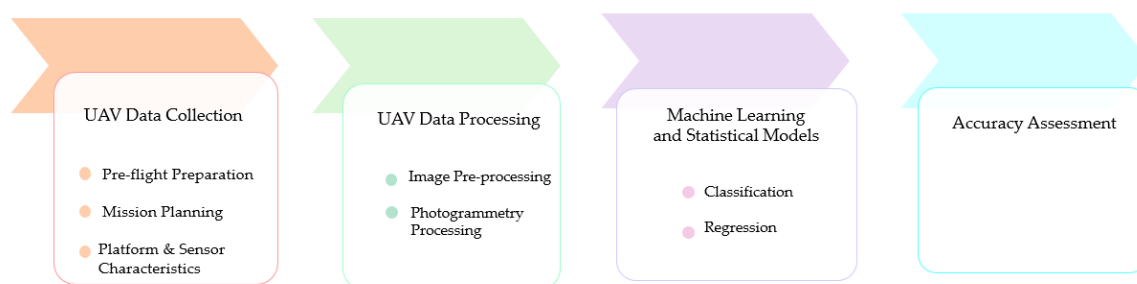 UAV Data Collection
Pre-flight Preparation
Mission Planning
Platform & Sensor
Characteristics
UAV Data Processing
Image Pre-processing
Photogrammetry
Processing
Machine Learning
and Statistical Models
Classification
Regression
Accuracy Assessment